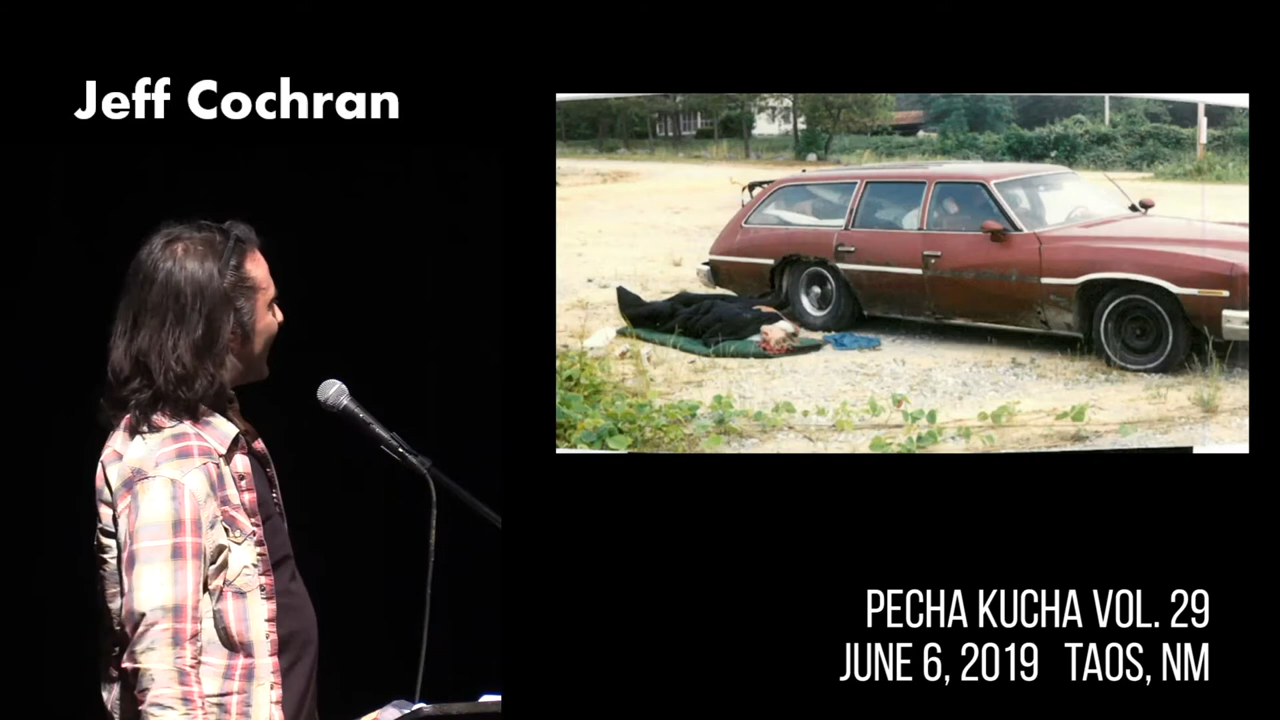 Jeff Cochran
PECHA KUCHA VOL. 29
JUNE 6, 2019 TAOS, NM